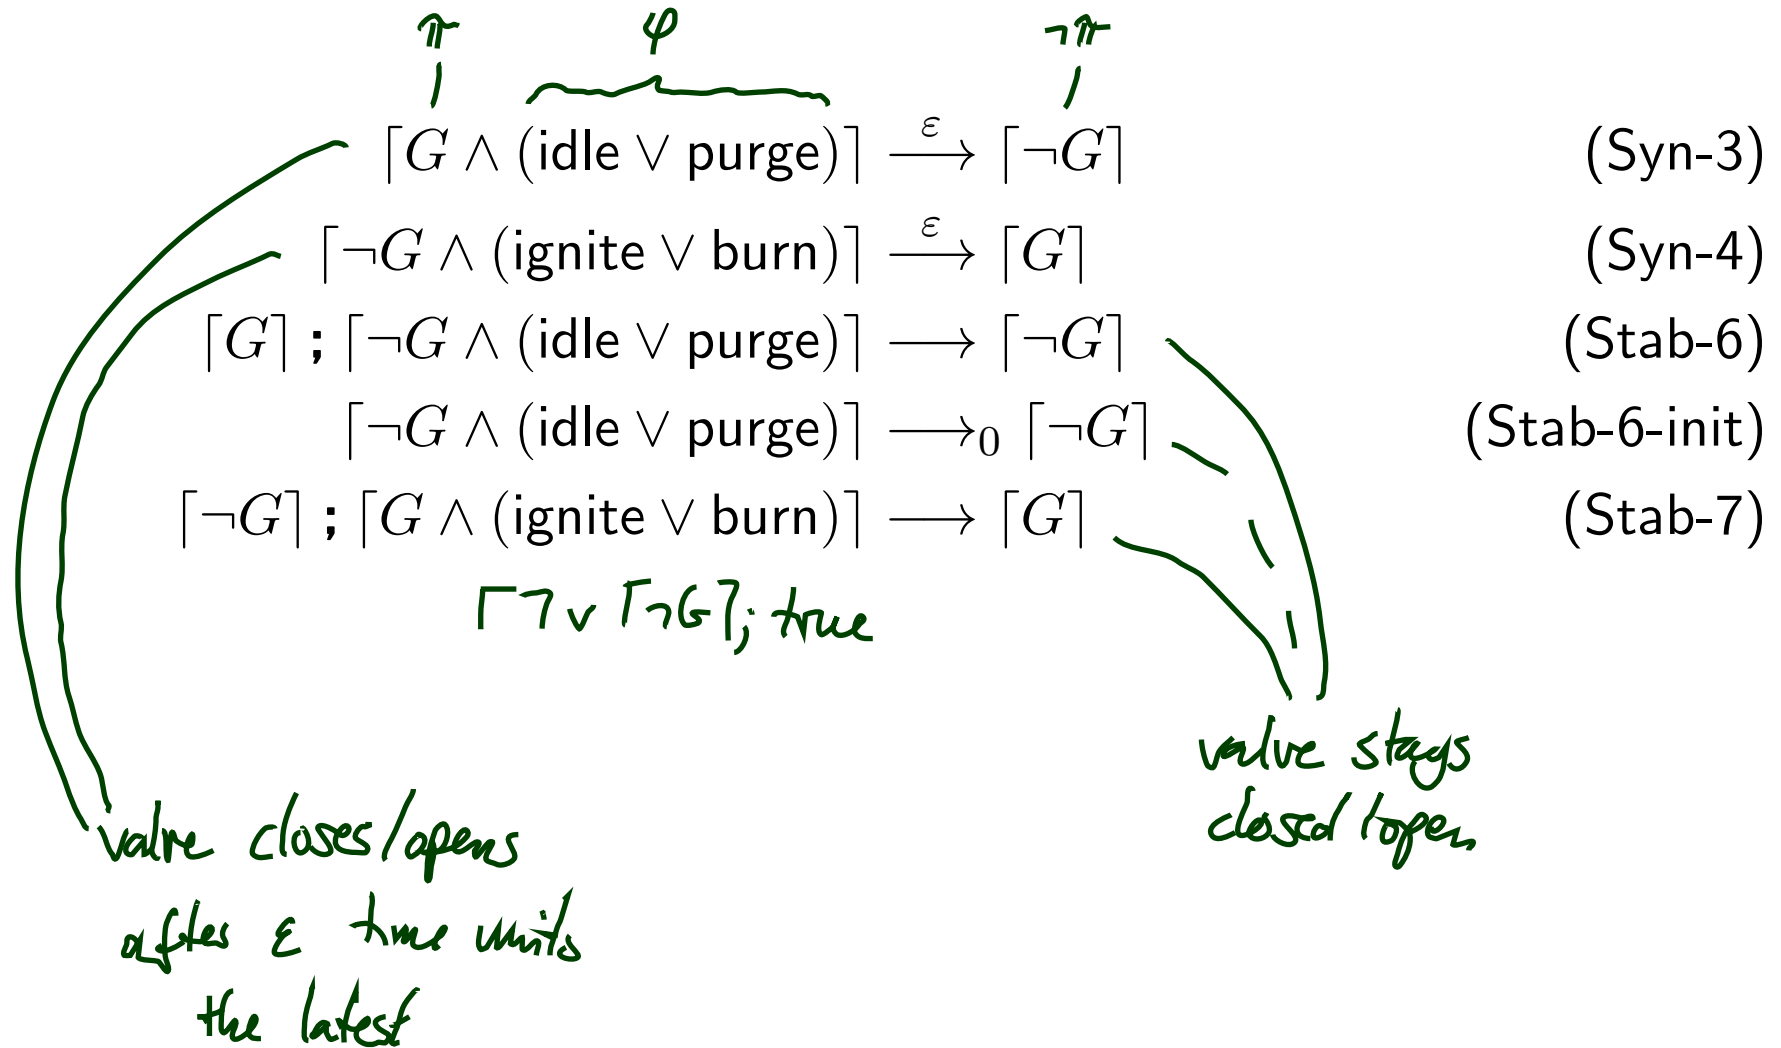 π φ ¬π
⌈G ∧ (idle ∨ purge)⌉ —ε→ ⌈¬G⌉ (Syn-3)
⌈¬G ∧ (ignite ∨ burn)⌉ —ε→ ⌈G⌉ (Syn-4)
⌈G⌉ ; ⌈¬G ∧ (idle ∨ purge)⌉ ⟶ ⌈¬G⌉ (Stab-6)
⌈¬G ∧ (idle ∨ purge)⌉ ⟶₀ ⌈¬G⌉ (Stab-6-init)
⌈¬G⌉ ; ⌈G ∧ (ignite ∨ burn)⌉ ⟶ ⌈G⌉ (Stab-7)
⌈⌉ ∨ ⌈¬G⌉; true
valve stays
closed/open
valve closes/opens
after ε time units
the latest